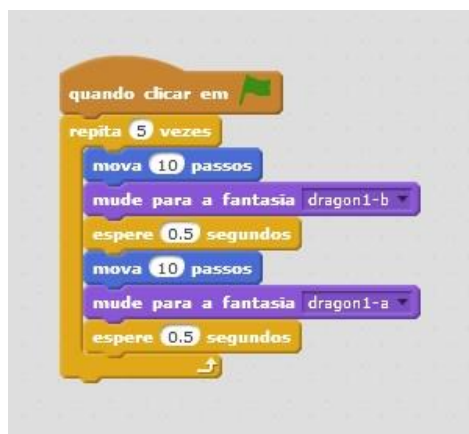 quando clicar em
repita 5 vezes
mova 10 passos
mude para a fantasia dragon1-b
espere 0.5 segundos
mova 10 passos
mude para a fantasia dragon1-a
espere 0.5 segundos